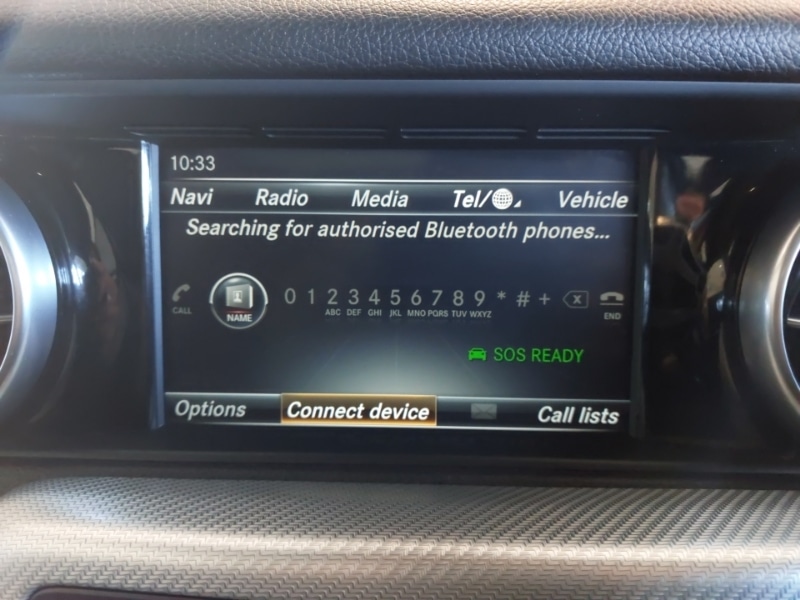 10:33
Navi Radio Media Tel/ Vehicle
Searching for authorised Bluetooth phones...
CALL NAME 0 1 2 3 4 5 6 7 8 9 * # + END
ABC DEF GHI JKL MNO PQRS TUV WXYZ
SOS READY
Options Connect device Call lists